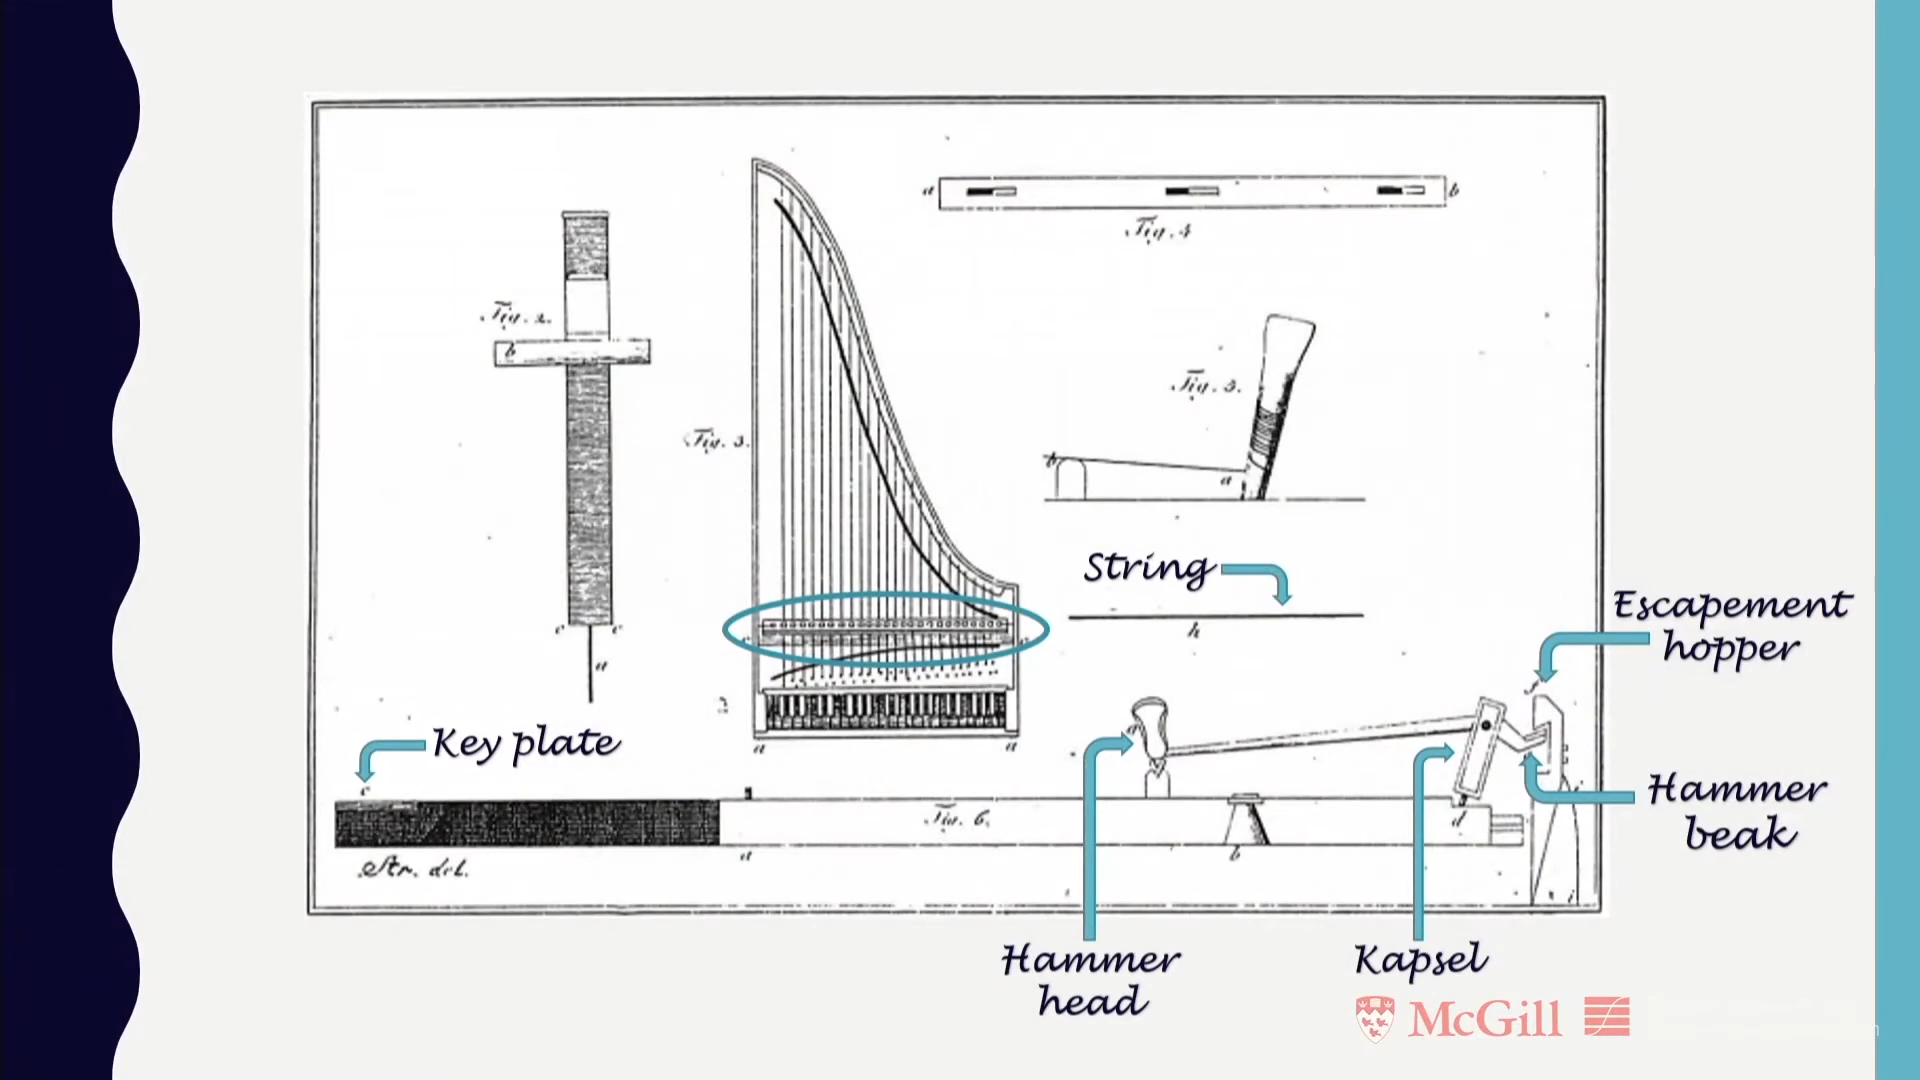 a
b
Fig. 4
Fig. 2.
b
Fig. 5.
Fig. 3.
b
a
String
h
Escapement
hopper
c
c
c
c
a
f
Key plate
a
a
a
Hammer
beak
c
Fig. 6.
d
i
a
b
Str. del.
i
Hammer
head
Kapsel
McGill